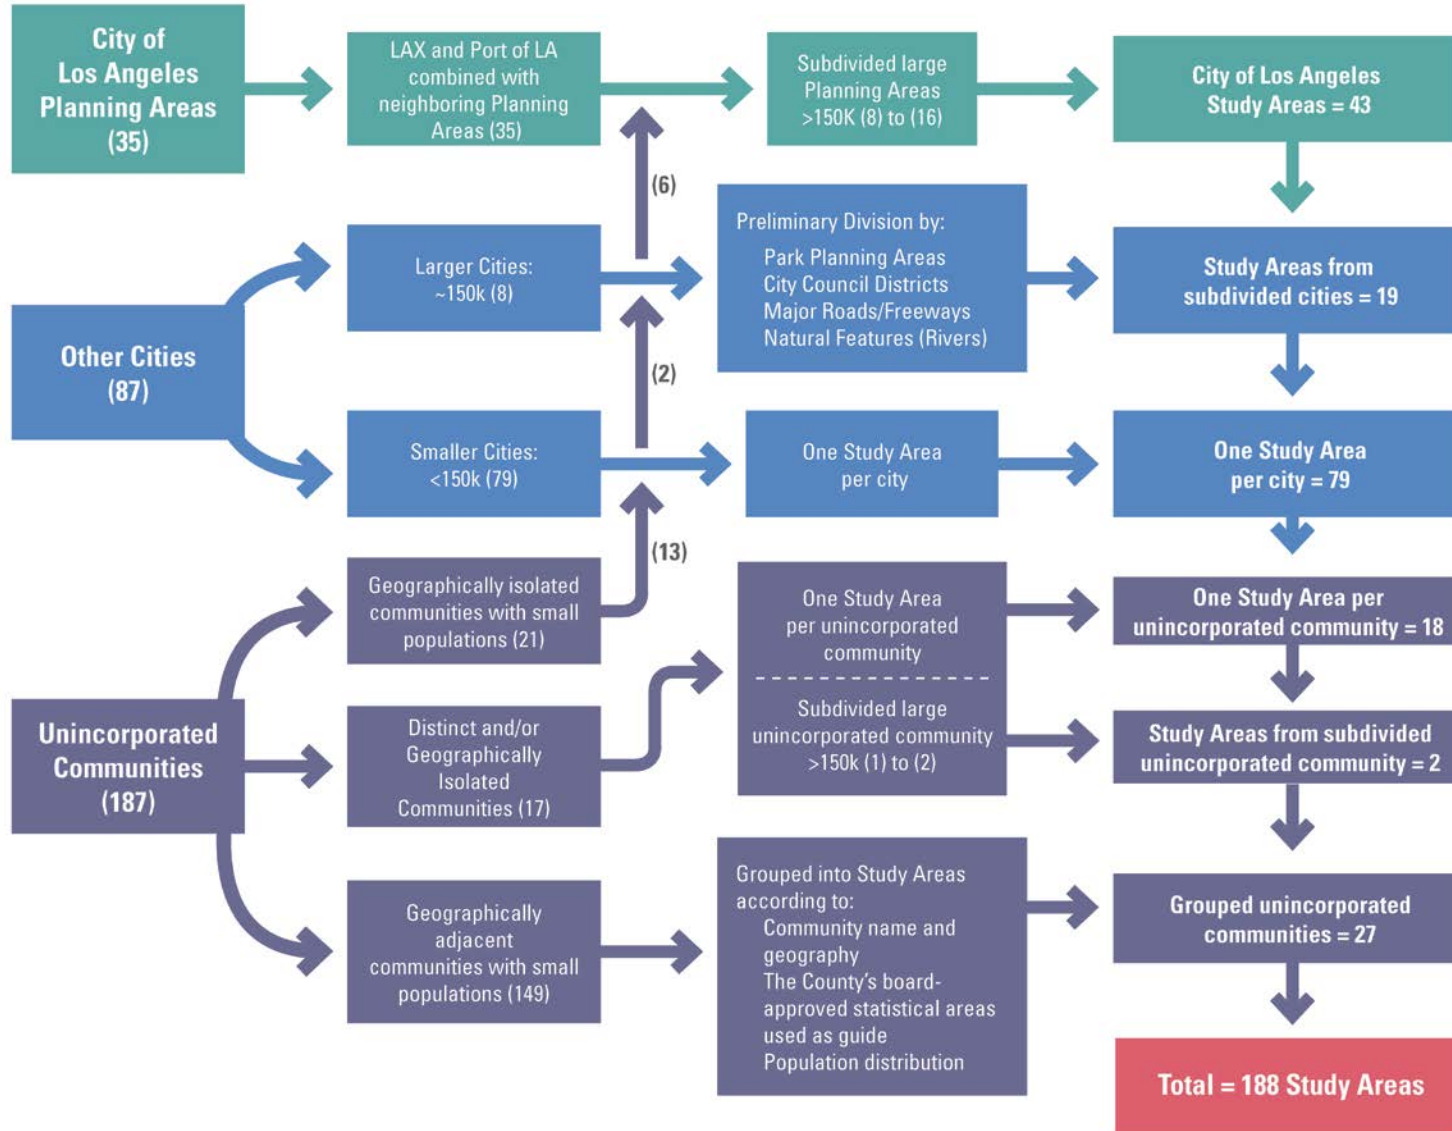 City of
Los Angeles
Planning Areas
(35)
LAX and Port of LA
combined with
neighboring Planning
Areas (35)
Subdivided large
Planning Areas
>150K (8) to (16)
City of Los Angeles
Study Areas = 43
(6)
Other Cities
(87)
Larger Cities:
~150k (8)
Preliminary Division by:
Park Planning Areas
City Council Districts
Major Roads/Freeways
Natural Features (Rivers)
Study Areas from
subdivided cities = 19
(2)
Smaller Cities:
<150k (79)
One Study Area
per city
One Study Area
per city = 79
(13)
Unincorporated
Communities
(187)
Geographically isolated
communities with small
populations (21)
Distinct and/or
Geographically
Isolated
Communities (17)
One Study Area
per unincorporated
community
Subdivided large
unincorporated community
>150k (1) to (2)
One Study Area per
unincorporated community = 18
Study Areas from subdivided
unincorporated community = 2
Geographically
adjacent
communities with small
populations (149)
Grouped into Study Areas
according to:
Community name and
geography
The County's board-
approved statistical areas
used as guide
Population distribution
Grouped unincorporated
communities = 27
Total = 188 Study Areas